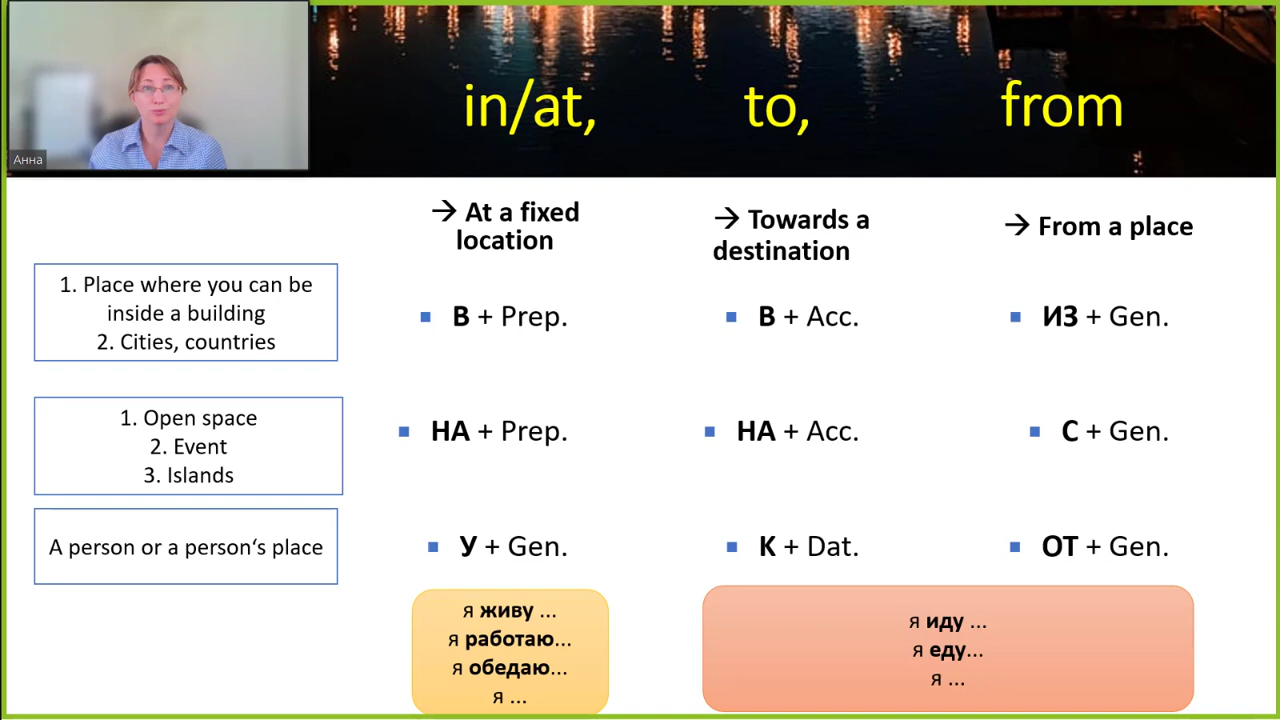 in/at,
to,
from
Анна
→ At a fixed
location
→ Towards a
destination
→ From a place
1. Place where you can be
inside a building
2. Cities, countries
В + Prep.
В + Acc.
ИЗ + Gen.
1. Open space
2. Event
3. Islands
НА + Prep.
НА + Acc.
С + Gen.
A person or a person‘s place
У + Gen.
К + Dat.
ОТ + Gen.
я живу ...
я работаю...
я обедаю...
я ...
я иду ...
я еду...
я ...